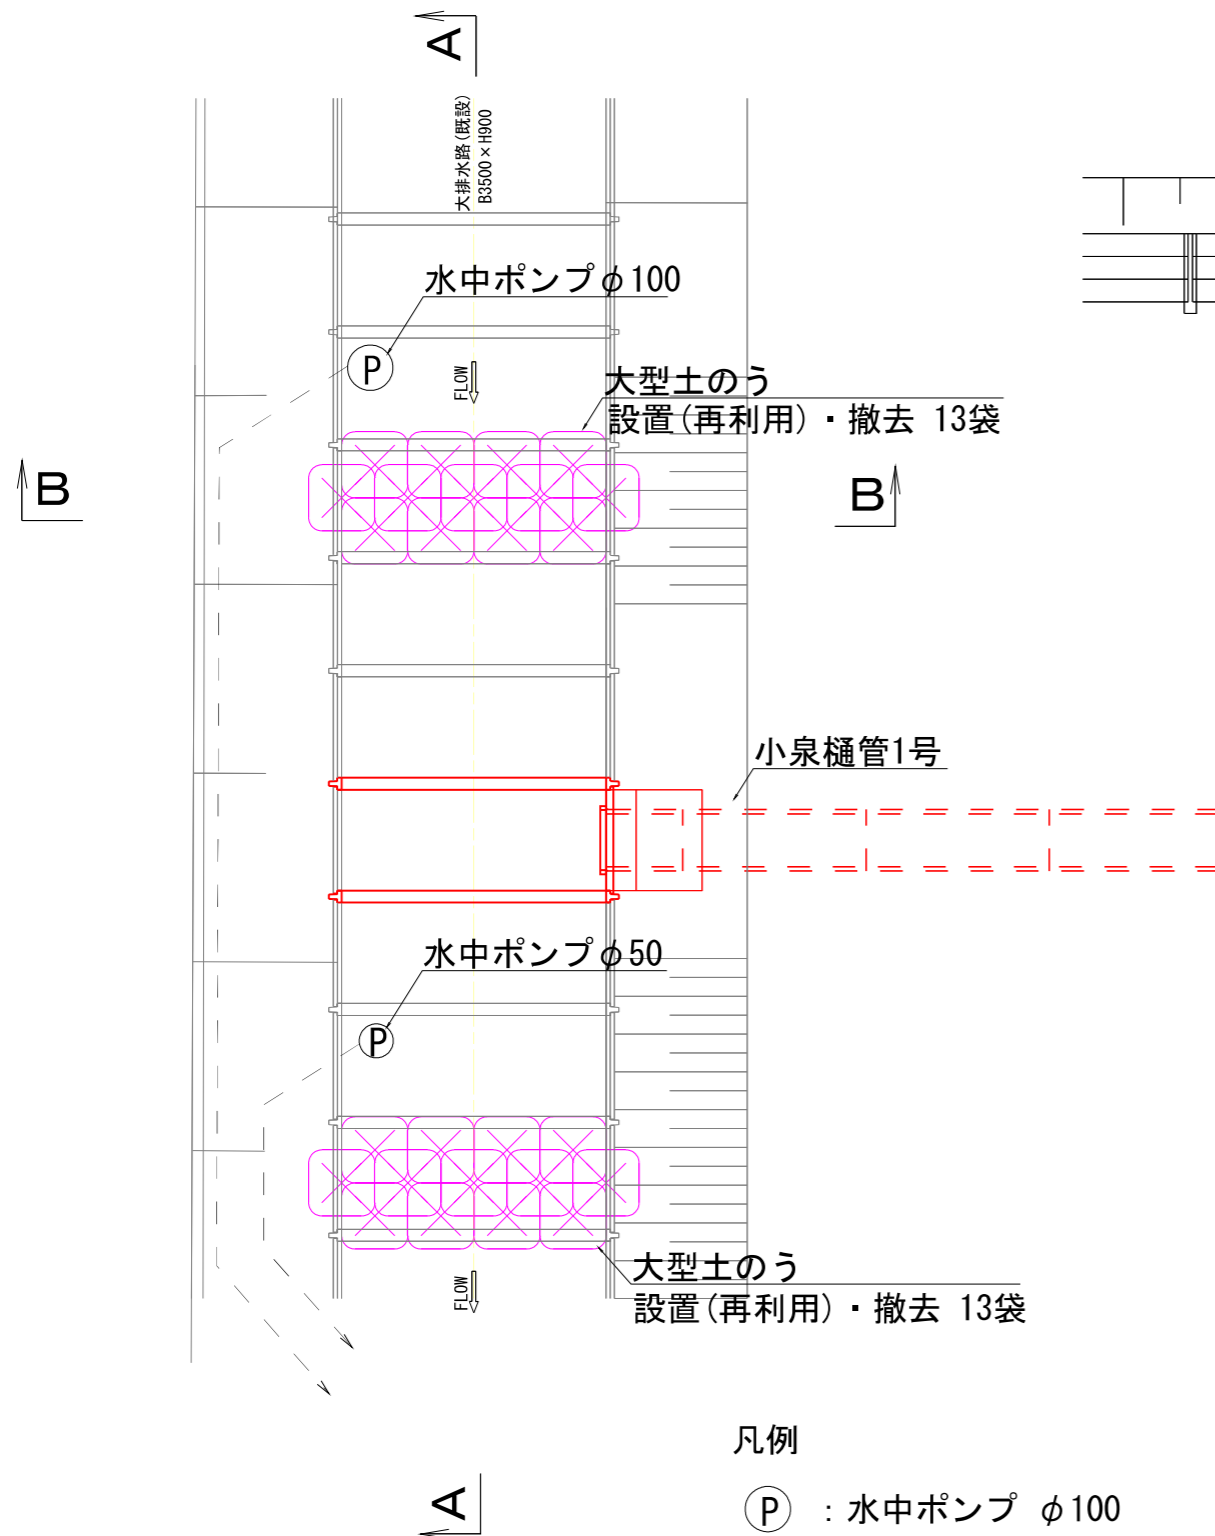 A
大排水路(既設)
B3500×H900
水中ポンプφ100
P
FLOW
大型土のう
設置(再利用)・撤去 13袋
B
B
小泉樋管1号
水中ポンプφ50
P
大型土のう
設置(再利用)・撤去 13袋
FLOW
凡例
A
P :水中ポンプ φ100